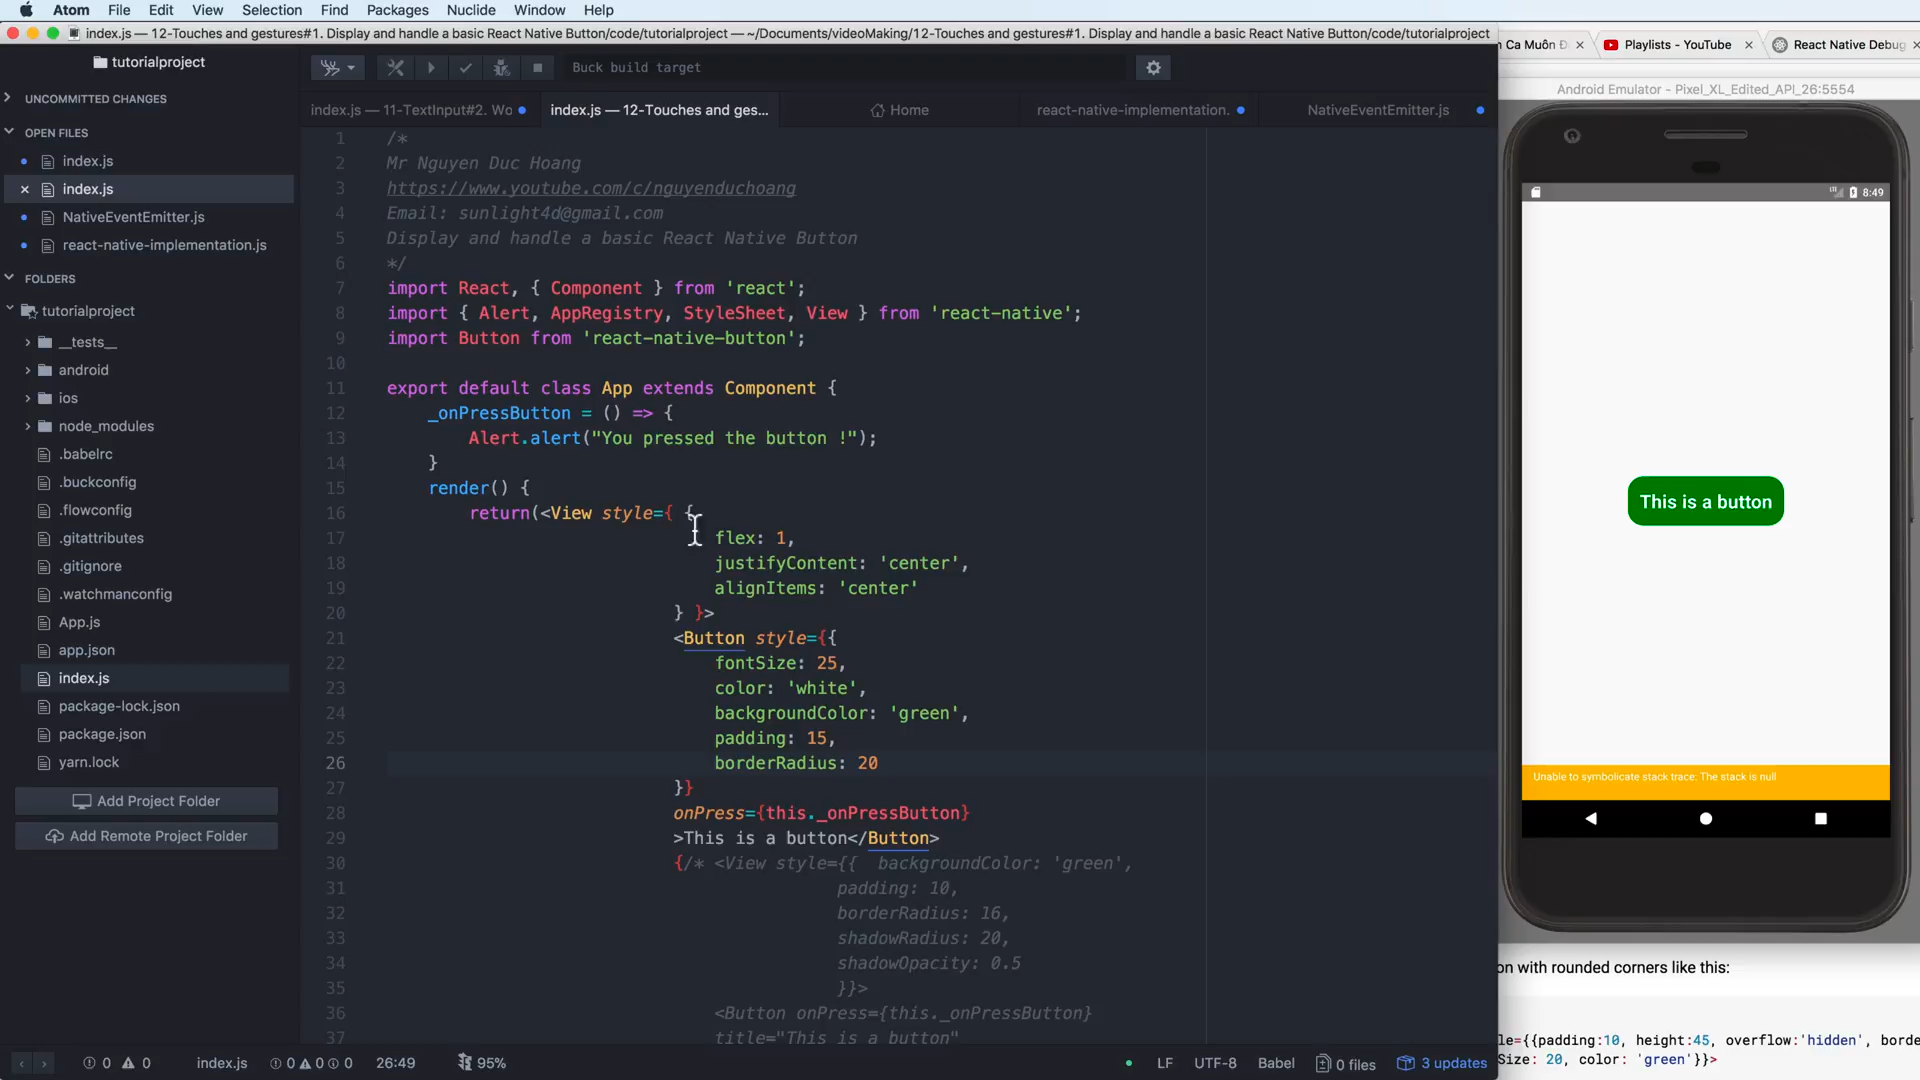 Atom File Edit View Selection Find Packages Nuclide Window Help
index.js — 12-Touches and gestures#1. Display and handle a basic React Native Button/code/tutorialproject — ~/Documents/videoMaking/12-Touches and gestures#1. Display and handle a basic React Native Button/code/tutorialproject
tutorialproject
UNCOMMITTED CHANGES
OPEN FILES
index.js
index.js
NativeEventEmitter.js
react-native-implementation.js
FOLDERS
tutorialproject
__tests__
android
ios
node_modules
.babelrc
.buckconfig
.flowconfig
.gitattributes
.gitignore
.watchmanconfig
App.js
app.json
index.js
package-lock.json
package.json
yarn.lock
Add Project Folder
Add Remote Project Folder
Buck build target
index.js — 11-TextInput#2. Wo
index.js — 12-Touches and ges...
Home
react-native-implementation.
NativeEventEmitter.js
1 /*
2 Mr Nguyen Duc Hoang
3 https://www.youtube.com/c/nguyenduchoang
4 Email: sunlight4d@gmail.com
5 Display and handle a basic React Native Button
6 */
7 import React, { Component } from 'react';
8 import { Alert, AppRegistry, StyleSheet, View } from 'react-native';
9 import Button from 'react-native-button';
10
11 export default class App extends Component {
12 _onPressButton = () => {
13 Alert.alert("You pressed the button !");
14 }
15 render() {
16 return(<View style={ {
17 flex: 1,
18 justifyContent: 'center',
19 alignItems: 'center'
20 } }>
21 <Button style={{
22 fontSize: 25,
23 color: 'white',
24 backgroundColor: 'green',
25 padding: 15,
26 borderRadius: 20
27 }}
28 onPress={this._onPressButton}
29 >This is a button</Button>
30 {/* <View style={{ backgroundColor: 'green',
31 padding: 10,
32 borderRadius: 16,
33 shadowRadius: 20,
34 shadowOpacity: 0.5
35 }}>
36 <Button onPress={this._onPressButton}
37 title="This is a button"
0 0 index.js 0 0 0 26:49 95% LF UTF-8 Babel 0 files 3 updates
n Ca Muôn Đ
Playlists - YouTube
React Native Debug
Android Emulator - Pixel_XL_Edited_API_26:5554
LTE 8:49
This is a button
Unable to symbolicate stack trace: The stack is null
on with rounded corners like this:
le={{padding:10, height:45, overflow:'hidden', borde
Size: 20, color: 'green'}}>